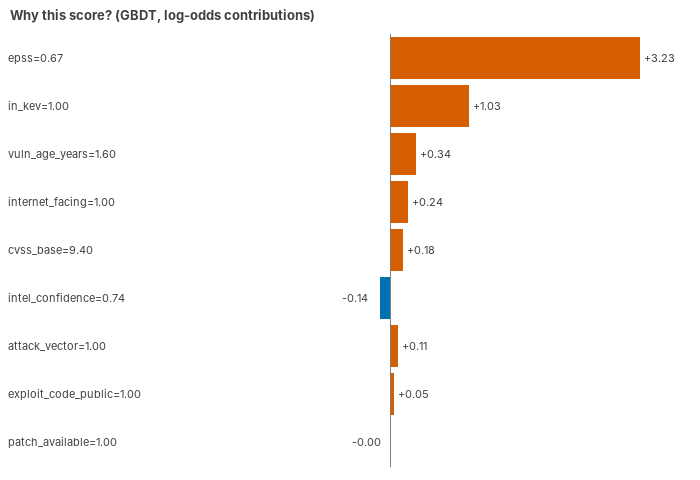 Why this score? (GBDT, log-odds contributions)
epss=0.67 +3.23
in_kev=1.00 +1.03
vuln_age_years=1.60 +0.34
internet_facing=1.00 +0.24
cvss_base=9.40 +0.18
intel_confidence=0.74 -0.14
attack_vector=1.00 +0.11
exploit_code_public=1.00 +0.05
patch_available=1.00 -0.00